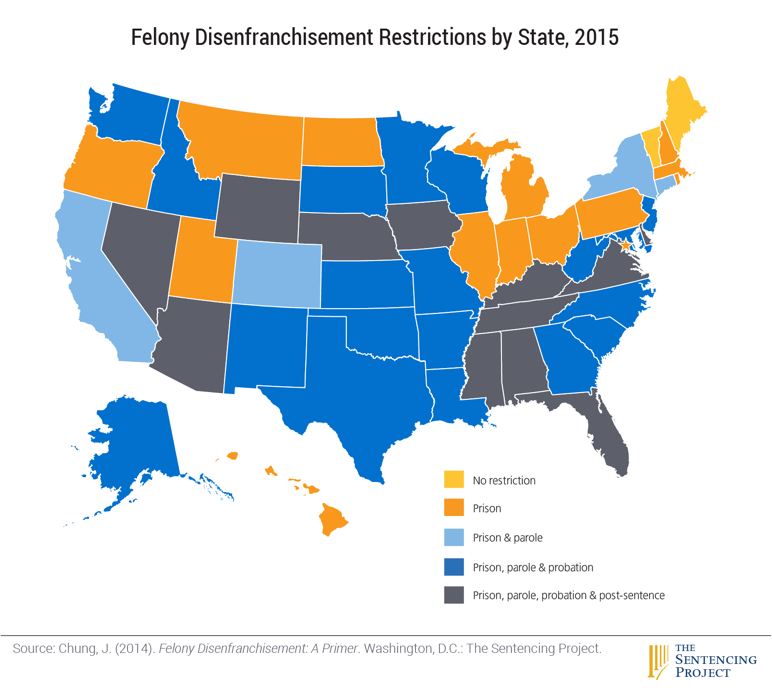 Felony Disenfranchisement Restrictions by State, 2015
No restriction
Prison
Prison & parole
Prison, parole & probation
Prison, parole, probation & post-sentence
Source: Chung, J. (2014). Felony Disenfranchisement: A Primer. Washington, D.C.: The Sentencing Project.
THE
SENTENCING
PROJECT